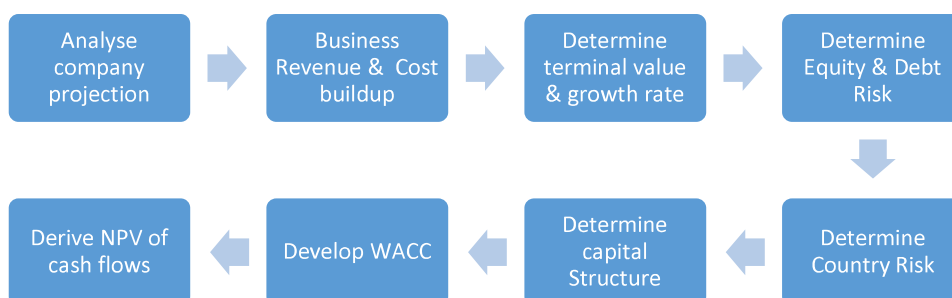 Analyse
company
projection
Business
Revenue & Cost
buildup
Determine
terminal value
& growth rate
Determine
Equity & Debt
Risk
Determine
Country Risk
Determine
capital
Structure
Develop WACC
Derive NPV of
cash flows